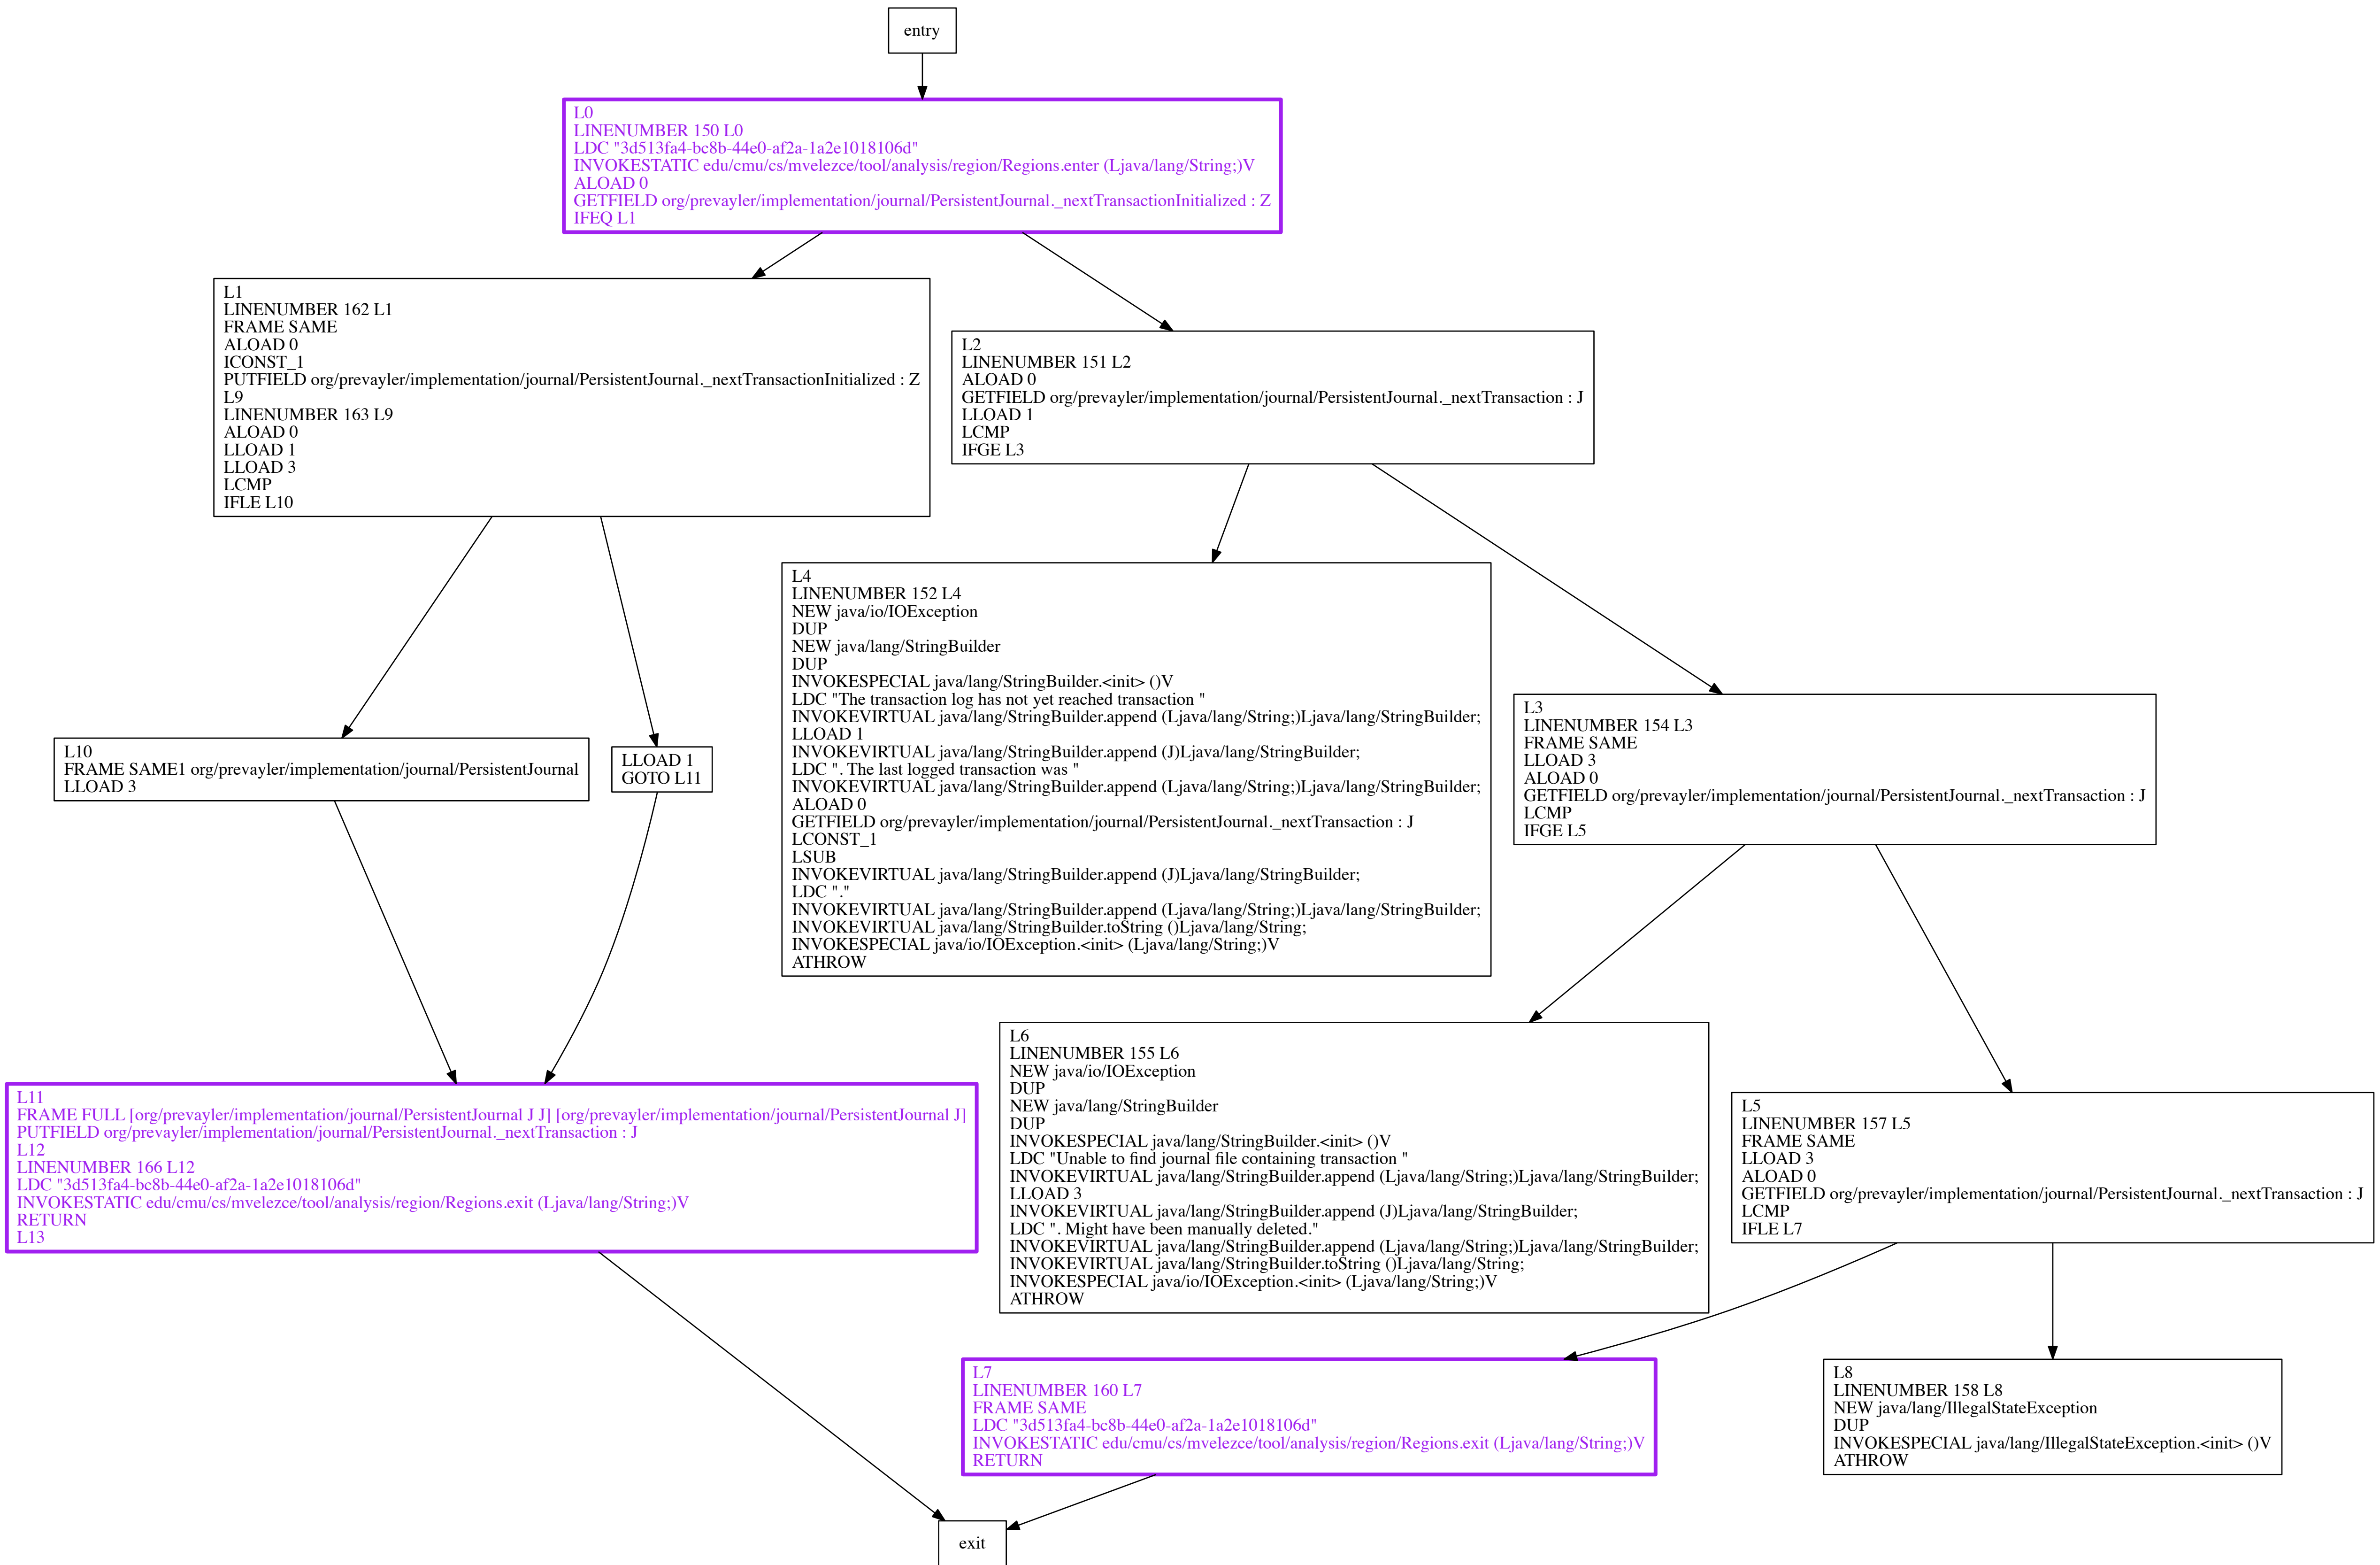 entry
L0
LINENUMBER 150 L0
LDC "3d513fa4-bc8b-44e0-af2a-1a2e1018106d"
INVOKESTATIC edu/cmu/cs/mvelezce/tool/analysis/region/Regions.enter (Ljava/lang/String;)V
ALOAD 0
GETFIELD org/prevayler/implementation/journal/PersistentJournal._nextTransactionInitialized : Z
IFEQ L1
L1
LINENUMBER 162 L1
FRAME SAME
ALOAD 0
ICONST_1
PUTFIELD org/prevayler/implementation/journal/PersistentJournal._nextTransactionInitialized : Z
L9
LINENUMBER 163 L9
ALOAD 0
LLOAD 1
LLOAD 3
LCMP
IFLE L10
L2
LINENUMBER 151 L2
ALOAD 0
GETFIELD org/prevayler/implementation/journal/PersistentJournal._nextTransaction : J
LLOAD 1
LCMP
IFGE L3
L4
LINENUMBER 152 L4
NEW java/io/IOException
DUP
NEW java/lang/StringBuilder
DUP
INVOKESPECIAL java/lang/StringBuilder.<init> ()V
LDC "The transaction log has not yet reached transaction "
INVOKEVIRTUAL java/lang/StringBuilder.append (Ljava/lang/String;)Ljava/lang/StringBuilder;
LLOAD 1
INVOKEVIRTUAL java/lang/StringBuilder.append (J)Ljava/lang/StringBuilder;
LDC ". The last logged transaction was "
INVOKEVIRTUAL java/lang/StringBuilder.append (Ljava/lang/String;)Ljava/lang/StringBuilder;
ALOAD 0
GETFIELD org/prevayler/implementation/journal/PersistentJournal._nextTransaction : J
LCONST_1
LSUB
INVOKEVIRTUAL java/lang/StringBuilder.append (J)Ljava/lang/StringBuilder;
LDC "."
INVOKEVIRTUAL java/lang/StringBuilder.append (Ljava/lang/String;)Ljava/lang/StringBuilder;
INVOKEVIRTUAL java/lang/StringBuilder.toString ()Ljava/lang/String;
INVOKESPECIAL java/io/IOException.<init> (Ljava/lang/String;)V
ATHROW
L3
LINENUMBER 154 L3
FRAME SAME
LLOAD 3
ALOAD 0
GETFIELD org/prevayler/implementation/journal/PersistentJournal._nextTransaction : J
LCMP
IFGE L5
L10
FRAME SAME1 org/prevayler/implementation/journal/PersistentJournal
LLOAD 3
LLOAD 1
GOTO L11
L6
LINENUMBER 155 L6
NEW java/io/IOException
DUP
NEW java/lang/StringBuilder
DUP
INVOKESPECIAL java/lang/StringBuilder.<init> ()V
LDC "Unable to find journal file containing transaction "
INVOKEVIRTUAL java/lang/StringBuilder.append (Ljava/lang/String;)Ljava/lang/StringBuilder;
LLOAD 3
INVOKEVIRTUAL java/lang/StringBuilder.append (J)Ljava/lang/StringBuilder;
LDC ". Might have been manually deleted."
INVOKEVIRTUAL java/lang/StringBuilder.append (Ljava/lang/String;)Ljava/lang/StringBuilder;
INVOKEVIRTUAL java/lang/StringBuilder.toString ()Ljava/lang/String;
INVOKESPECIAL java/io/IOException.<init> (Ljava/lang/String;)V
ATHROW
L11
FRAME FULL [org/prevayler/implementation/journal/PersistentJournal J J] [org/prevayler/implementation/journal/PersistentJournal J]
PUTFIELD org/prevayler/implementation/journal/PersistentJournal._nextTransaction : J
L12
LINENUMBER 166 L12
LDC "3d513fa4-bc8b-44e0-af2a-1a2e1018106d"
INVOKESTATIC edu/cmu/cs/mvelezce/tool/analysis/region/Regions.exit (Ljava/lang/String;)V
RETURN
L13
L5
LINENUMBER 157 L5
FRAME SAME
LLOAD 3
ALOAD 0
GETFIELD org/prevayler/implementation/journal/PersistentJournal._nextTransaction : J
LCMP
IFLE L7
L7
LINENUMBER 160 L7
FRAME SAME
LDC "3d513fa4-bc8b-44e0-af2a-1a2e1018106d"
INVOKESTATIC edu/cmu/cs/mvelezce/tool/analysis/region/Regions.exit (Ljava/lang/String;)V
RETURN
L8
LINENUMBER 158 L8
NEW java/lang/IllegalStateException
DUP
INVOKESPECIAL java/lang/IllegalStateException.<init> ()V
ATHROW
exit